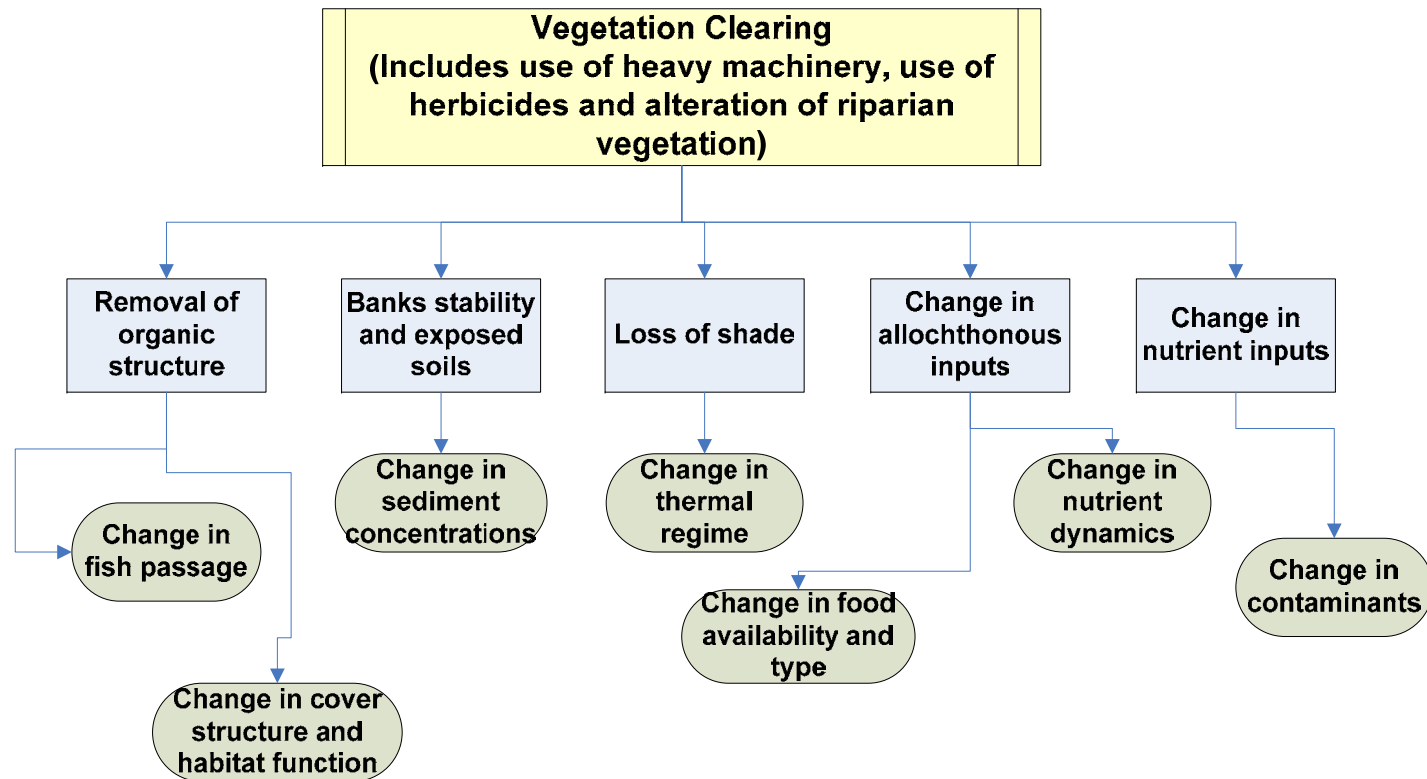 Vegetation Clearing
(Includes use of heavy machinery, use of
herbicides and alteration of riparian
vegetation)
Removal of
organic
structure
Banks stability
and exposed
soils
Loss of shade
Change in
allochthonous
inputs
Change in
nutrient inputs
Change in
fish passage
Change in
sediment
concentrations
Change in
thermal
regime
Change in
nutrient
dynamics
Change in
contaminants
Change in food
availability and
type
Change in cover
structure and
habitat function